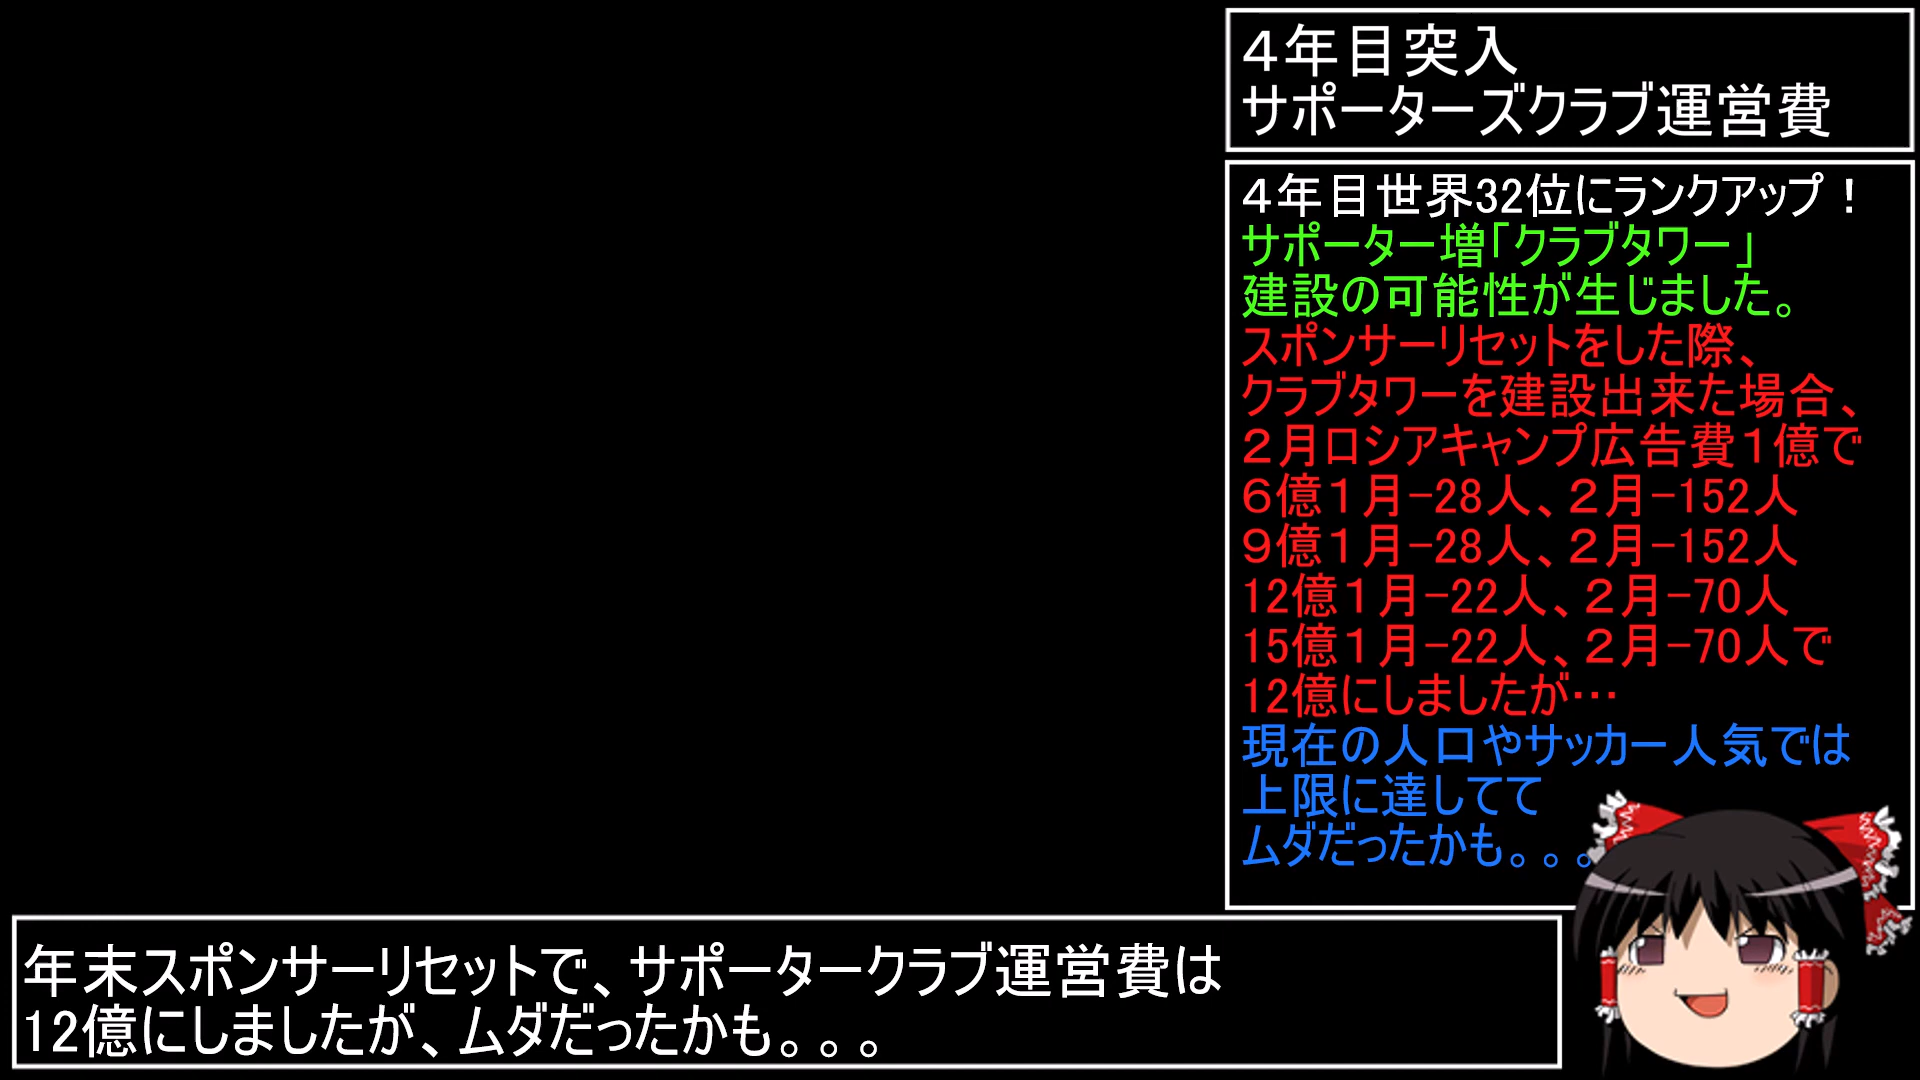 ４年目突入
サポーターズクラブ運営費
４年目世界32位にランクアップ！
サポーター増「クラブタワー」
建設の可能性が生じました。
スポンサーリセットをした際、
クラブタワーを建設出来た場合、
２月ロシアキャンプ広告費１億で
６億１月-28人、２月-152人
９億１月-28人、２月-152人
12億１月-22人、２月-70人
15億１月-22人、２月-70人で
12億にしましたが…
現在の人口やサッカー人気では
上限に達してて
ムダだったかも。。。
年末スポンサーリセットで、サポータークラブ運営費は
12億にしましたが、ムダだったかも。。。